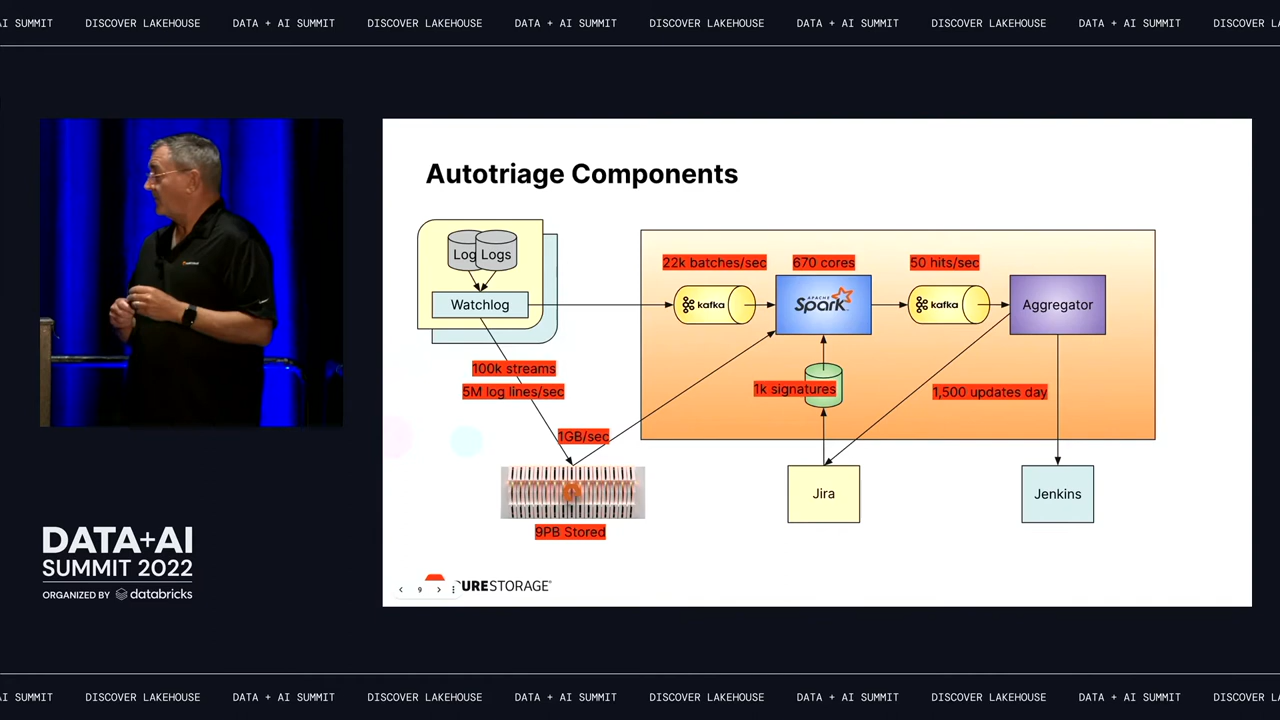 AI SUMMIT DISCOVER LAKEHOUSE DATA + AI SUMMIT DISCOVER LAKEHOUSE DATA + AI SUMMIT DISCOVER LAKEHOUSE DATA + AI SUMMIT DISCOVER LAKEHOUSE DATA + AI SUMMIT DISCOVER L
Autotriage Components
Log Logs
Watchlog
22k batches/sec
670 cores
50 hits/sec
kafka
APACHE
Spark
kafka
Aggregator
100k streams
5M log lines/sec
1k signatures
1,500 updates day
1GB/sec
9PB Stored
Jira
Jenkins
DATA+AI
SUMMIT 2022
ORGANIZED BY databricks
9
URESTORAGE
AI SUMMIT DISCOVER LAKEHOUSE DATA + AI SUMMIT DISCOVER LAKEHOUSE DATA + AI SUMMIT DISCOVER LAKEHOUSE DATA + AI SUMMIT DISCOVER LAKEHOUSE DATA + AI SUMMIT DISCOVER L